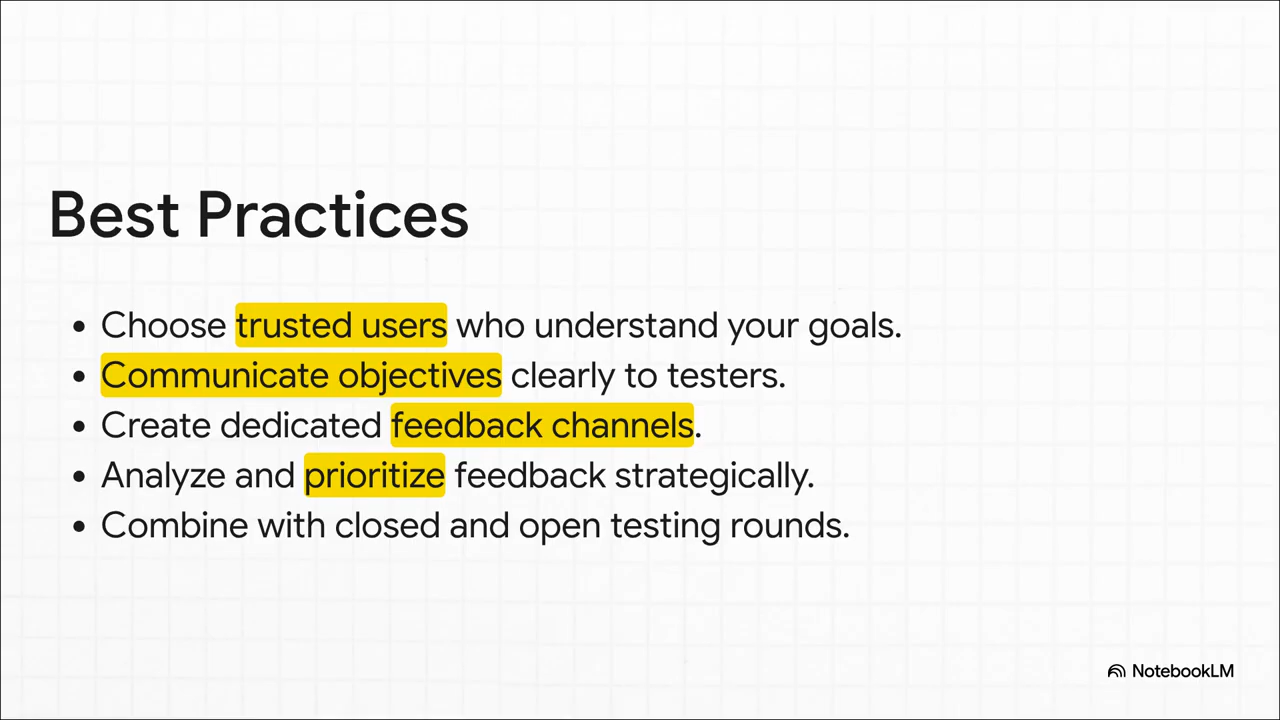 Best Practices
• Choose trusted users who understand your goals.
• Communicate objectives clearly to testers.
• Create dedicated feedback channels.
• Analyze and prioritize feedback strategically.
• Combine with closed and open testing rounds.
NotebookLM